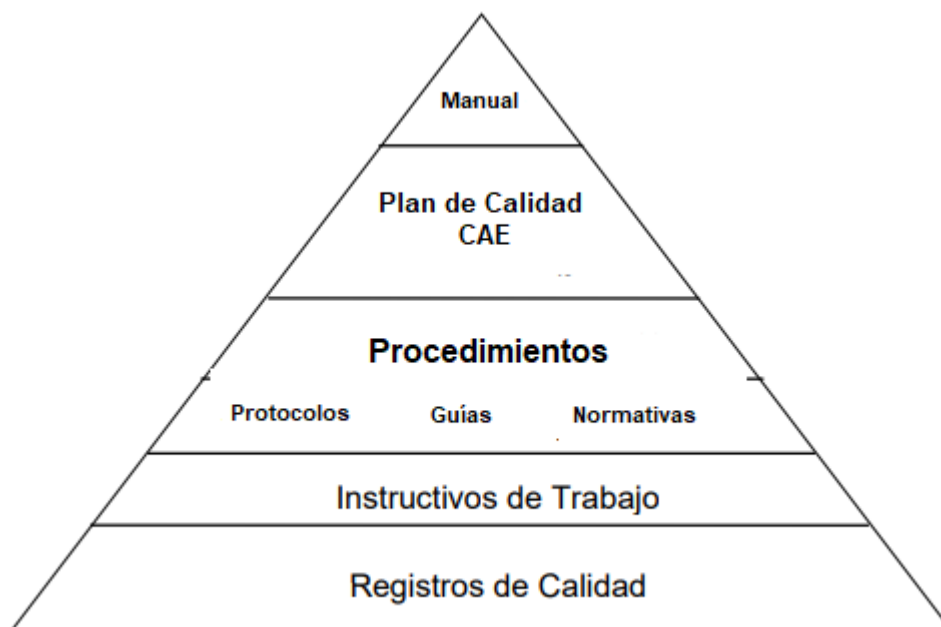 Manual
Plan de Calidad
CAE
Procedimientos
Protocolos Guías Normativas
Instructivos de Trabajo
Registros de Calidad